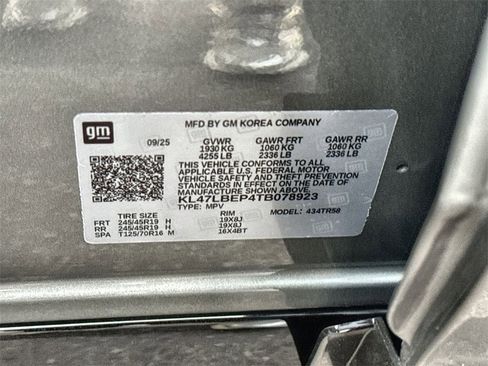 gm
MFD BY GM KOREA COMPANY
09/25 GVWR GAWR FRT GAWR RR
1930 KG 1060 KG 1060 KG
4255 LB 2336 LB 2336 LB
THIS VEHICLE CONFORMS TO ALL
APPLICABLE U.S. FEDERAL MOTOR
VEHICLE SAFETY AND THEFT PREVENTION
STANDARDS IN EFFECT ON THE DATE OF
MANUFACTURE SHOWN ABOVE.
KL47LBEP4TB078923
TYPE: MPV MODEL: 434TR58
TIRE SIZE RIM
FRT 245/45R19 H 19X8J
RR 245/45R19 H 19X8J
SPA T125/70R16 M 16X4BT